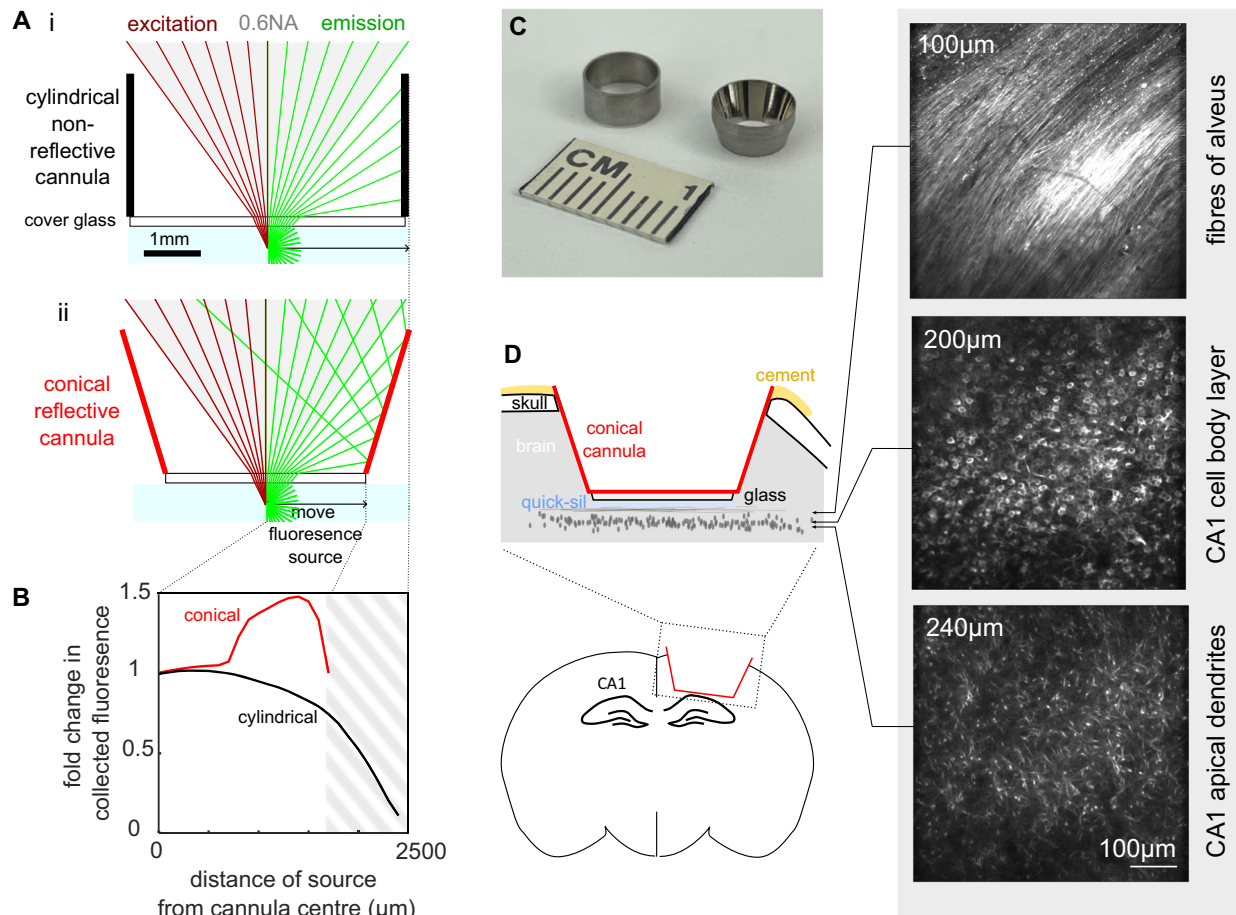 A
i
excitation 0.6NA emission
cylindrical
non-
reflective
cannula
cover glass
1mm
ii
conical
reflective
cannula
move
fluoresence
source
B
1.5
1
0.5
0
conical
cylindrical
fold change in
collected fluoresence
0
2500
distance of source
from cannula centre (µm)
C
CM
1
D
cement
skull
brain
conical
cannula
glass
quick-sil
CA1
100µm
fibres of alveus
200µm
CA1 cell body layer
240µm
100µm
CA1 apical dendrites